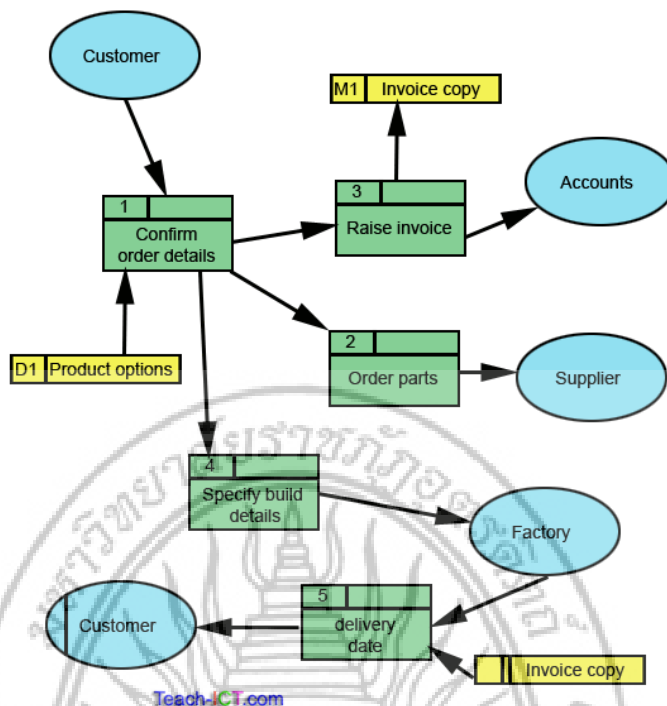 Customer
M1 Invoice copy
Accounts
3
Raise invoice
1
Confirm
order details
2
Order parts
D1 Product options
Supplier
4
Specify build
details
Factory
5
delivery
date
Customer
Invoice copy
Teach-ICT.com